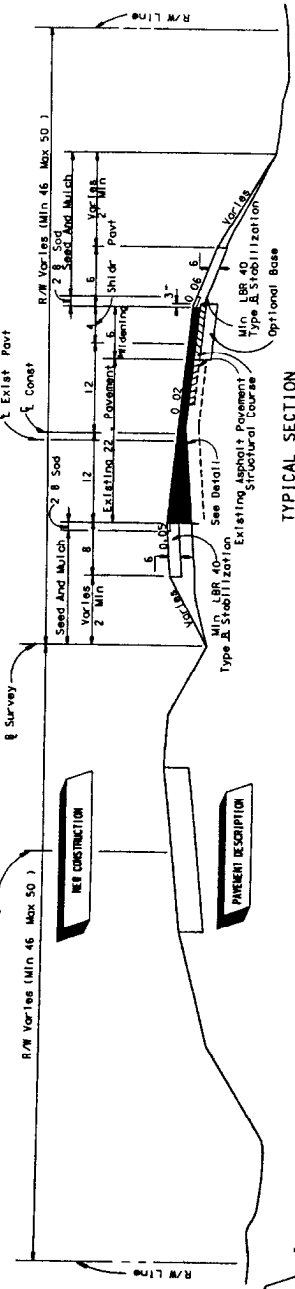 R/W Line
R/W Varies (Min 46 Max 50 )
℄ Survey
℄ Exist Pavt
℄ Const
R/W Varies (Min 46 Max 50 )
R/W Line
Seed And Mulch
2 8 Sod
2 8 Sod
Seed And Mulch
Varies
2 Min
8
12
12
4
6
Varies
2 Min
Shldr Pavt
Existing 22
Pavement
6
Widening
NEW CONSTRUCTION
6
0.05
0.02
0.06
3"
6
Varies
Varies
See Detail
Min LBR 40
Type B Stabilization
Min LBR 40
Type B Stabilization
Optional Base
Existing Asphalt Pavement
Structural Course
PAVEMENT DESCRIPTION
TYPICAL SECTION